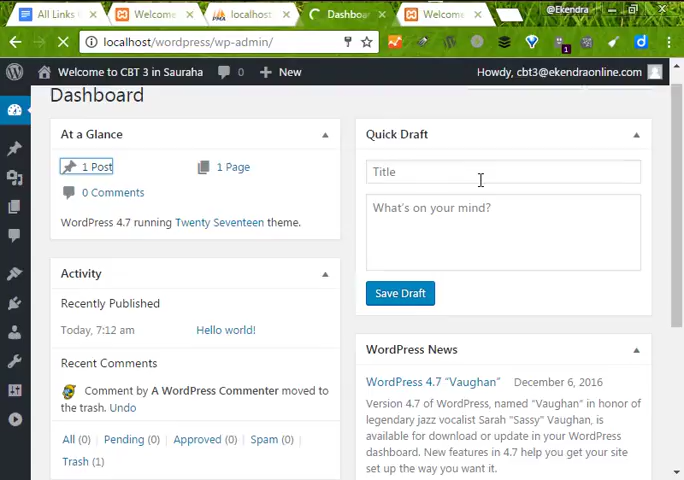 @Ekendra
All Links
Welcome
localhost
Dashboa
Welcome
localhost/wordpress/wp-admin/
1
Welcome to CBT 3 in Sauraha
0
New
Howdy, cbt3@ekendraonline.com
Dashboard
At a Glance
1 Post
1 Page
0 Comments
WordPress 4.7 running Twenty Seventeen theme.
Quick Draft
Title
What's on your mind?
Save Draft
Activity
Recently Published
Today, 7:12 am
Hello world!
Recent Comments
Comment by A WordPress Commenter moved to
the trash. Undo
All (0)
Pending (0)
Approved (0)
Spam (0)
Trash (1)
WordPress News
WordPress 4.7 “Vaughan”
December 6, 2016
Version 4.7 of WordPress, named “Vaughan” in honor of
legendary jazz vocalist Sarah "Sassy" Vaughan, is
available for download or update in your WordPress
dashboard. New features in 4.7 help you get your site
set up the way you want it.